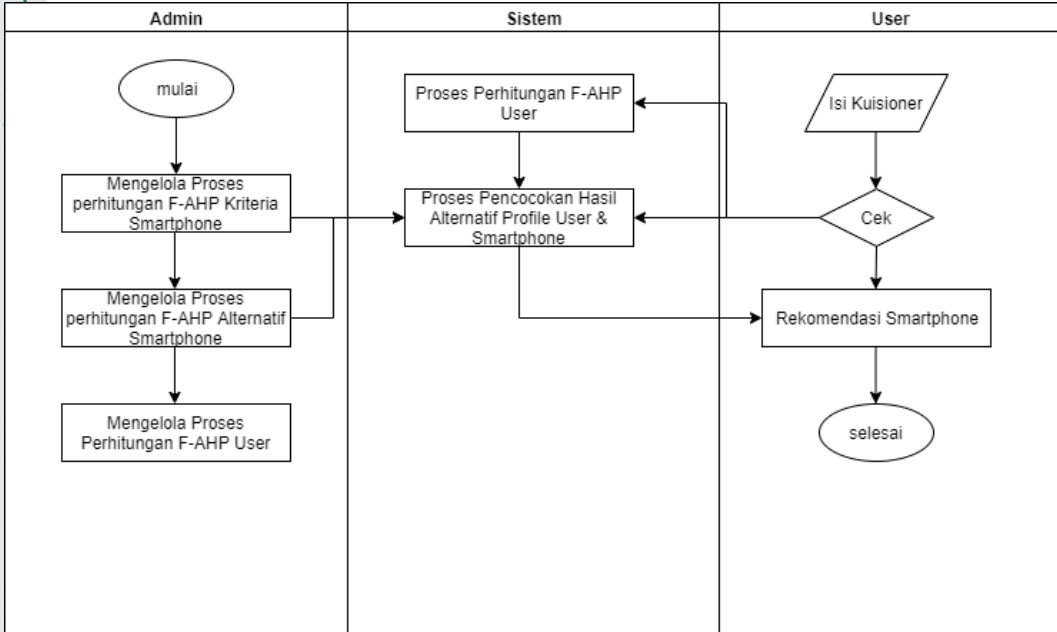 Admin
Sistem
User
mulai
Mengelola Proses
perhitungan F-AHP Kriteria
Smartphone
Mengelola Proses
perhitungan F-AHP Alternatif
Smartphone
Mengelola Proses
Perhitungan F-AHP User
Proses Perhitungan F-AHP
User
Proses Pencocokan Hasil
Alternatif Profile User &
Smartphone
Isi Kuisioner
Cek
Rekomendasi Smartphone
selesai